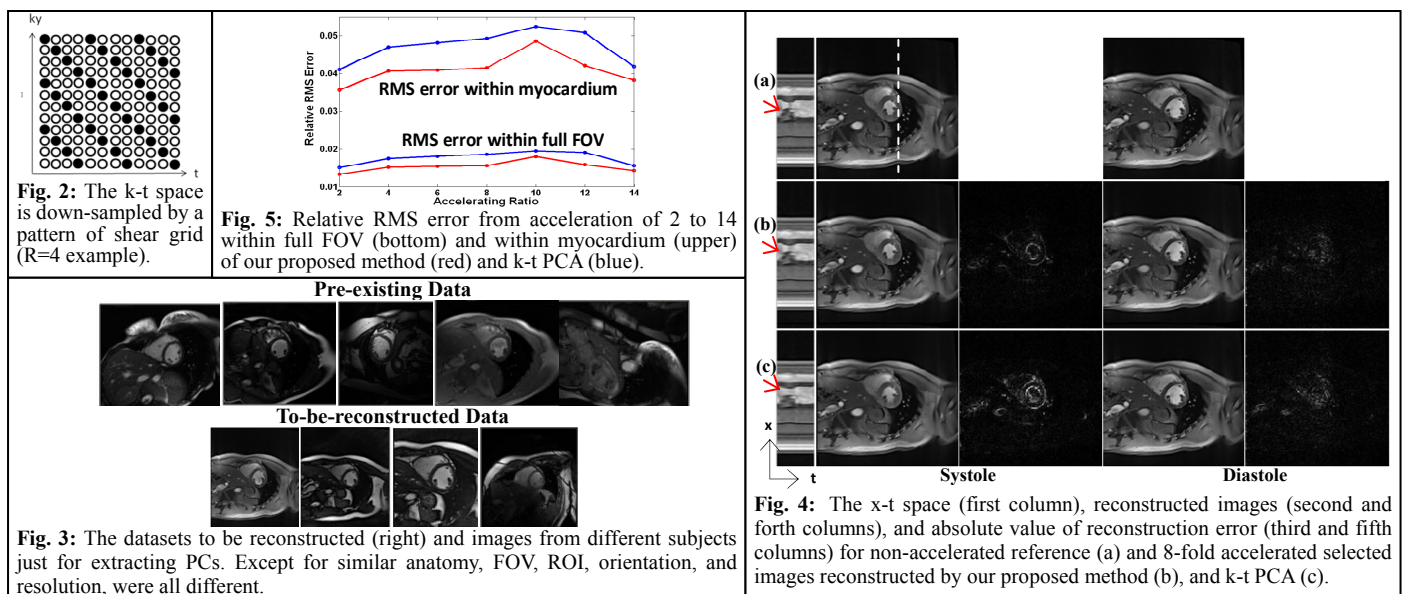 ky
t
Fig. 2: The k-t space
is down-sampled by a
pattern of shear grid
(R=4 example).
0.05
0.04
0.03
0.02
0.01
Relative RMS Error
RMS error within myocardium
RMS error within full FOV
2 4 6 8 10 12 14
Accelerating Ratio
Fig. 5: Relative RMS error from acceleration of 2 to 14
within full FOV (bottom) and within myocardium (upper)
of our proposed method (red) and k-t PCA (blue).
Pre-existing Data
To-be-reconstructed Data
Fig. 3: The datasets to be reconstructed (right) and images from different subjects
just for extracting PCs. Except for similar anatomy, FOV, ROI, orientation, and
resolution, were all different.
(a)
(b)
(c)
x
t
Systole
Diastole
Fig. 4: The x-t space (first column), reconstructed images (second and
forth columns), and absolute value of reconstruction error (third and fifth
columns) for non-accelerated reference (a) and 8-fold accelerated selected
images reconstructed by our proposed method (b), and k-t PCA (c).